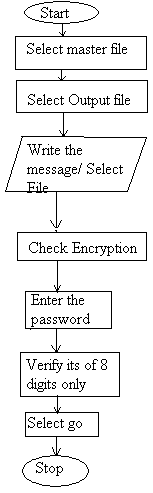 Start
Select master file
Select Output file
Write the
message/ Select
File
Check Encryption
Enter the
password
Verify its of 8
digits only
Select go
Stop